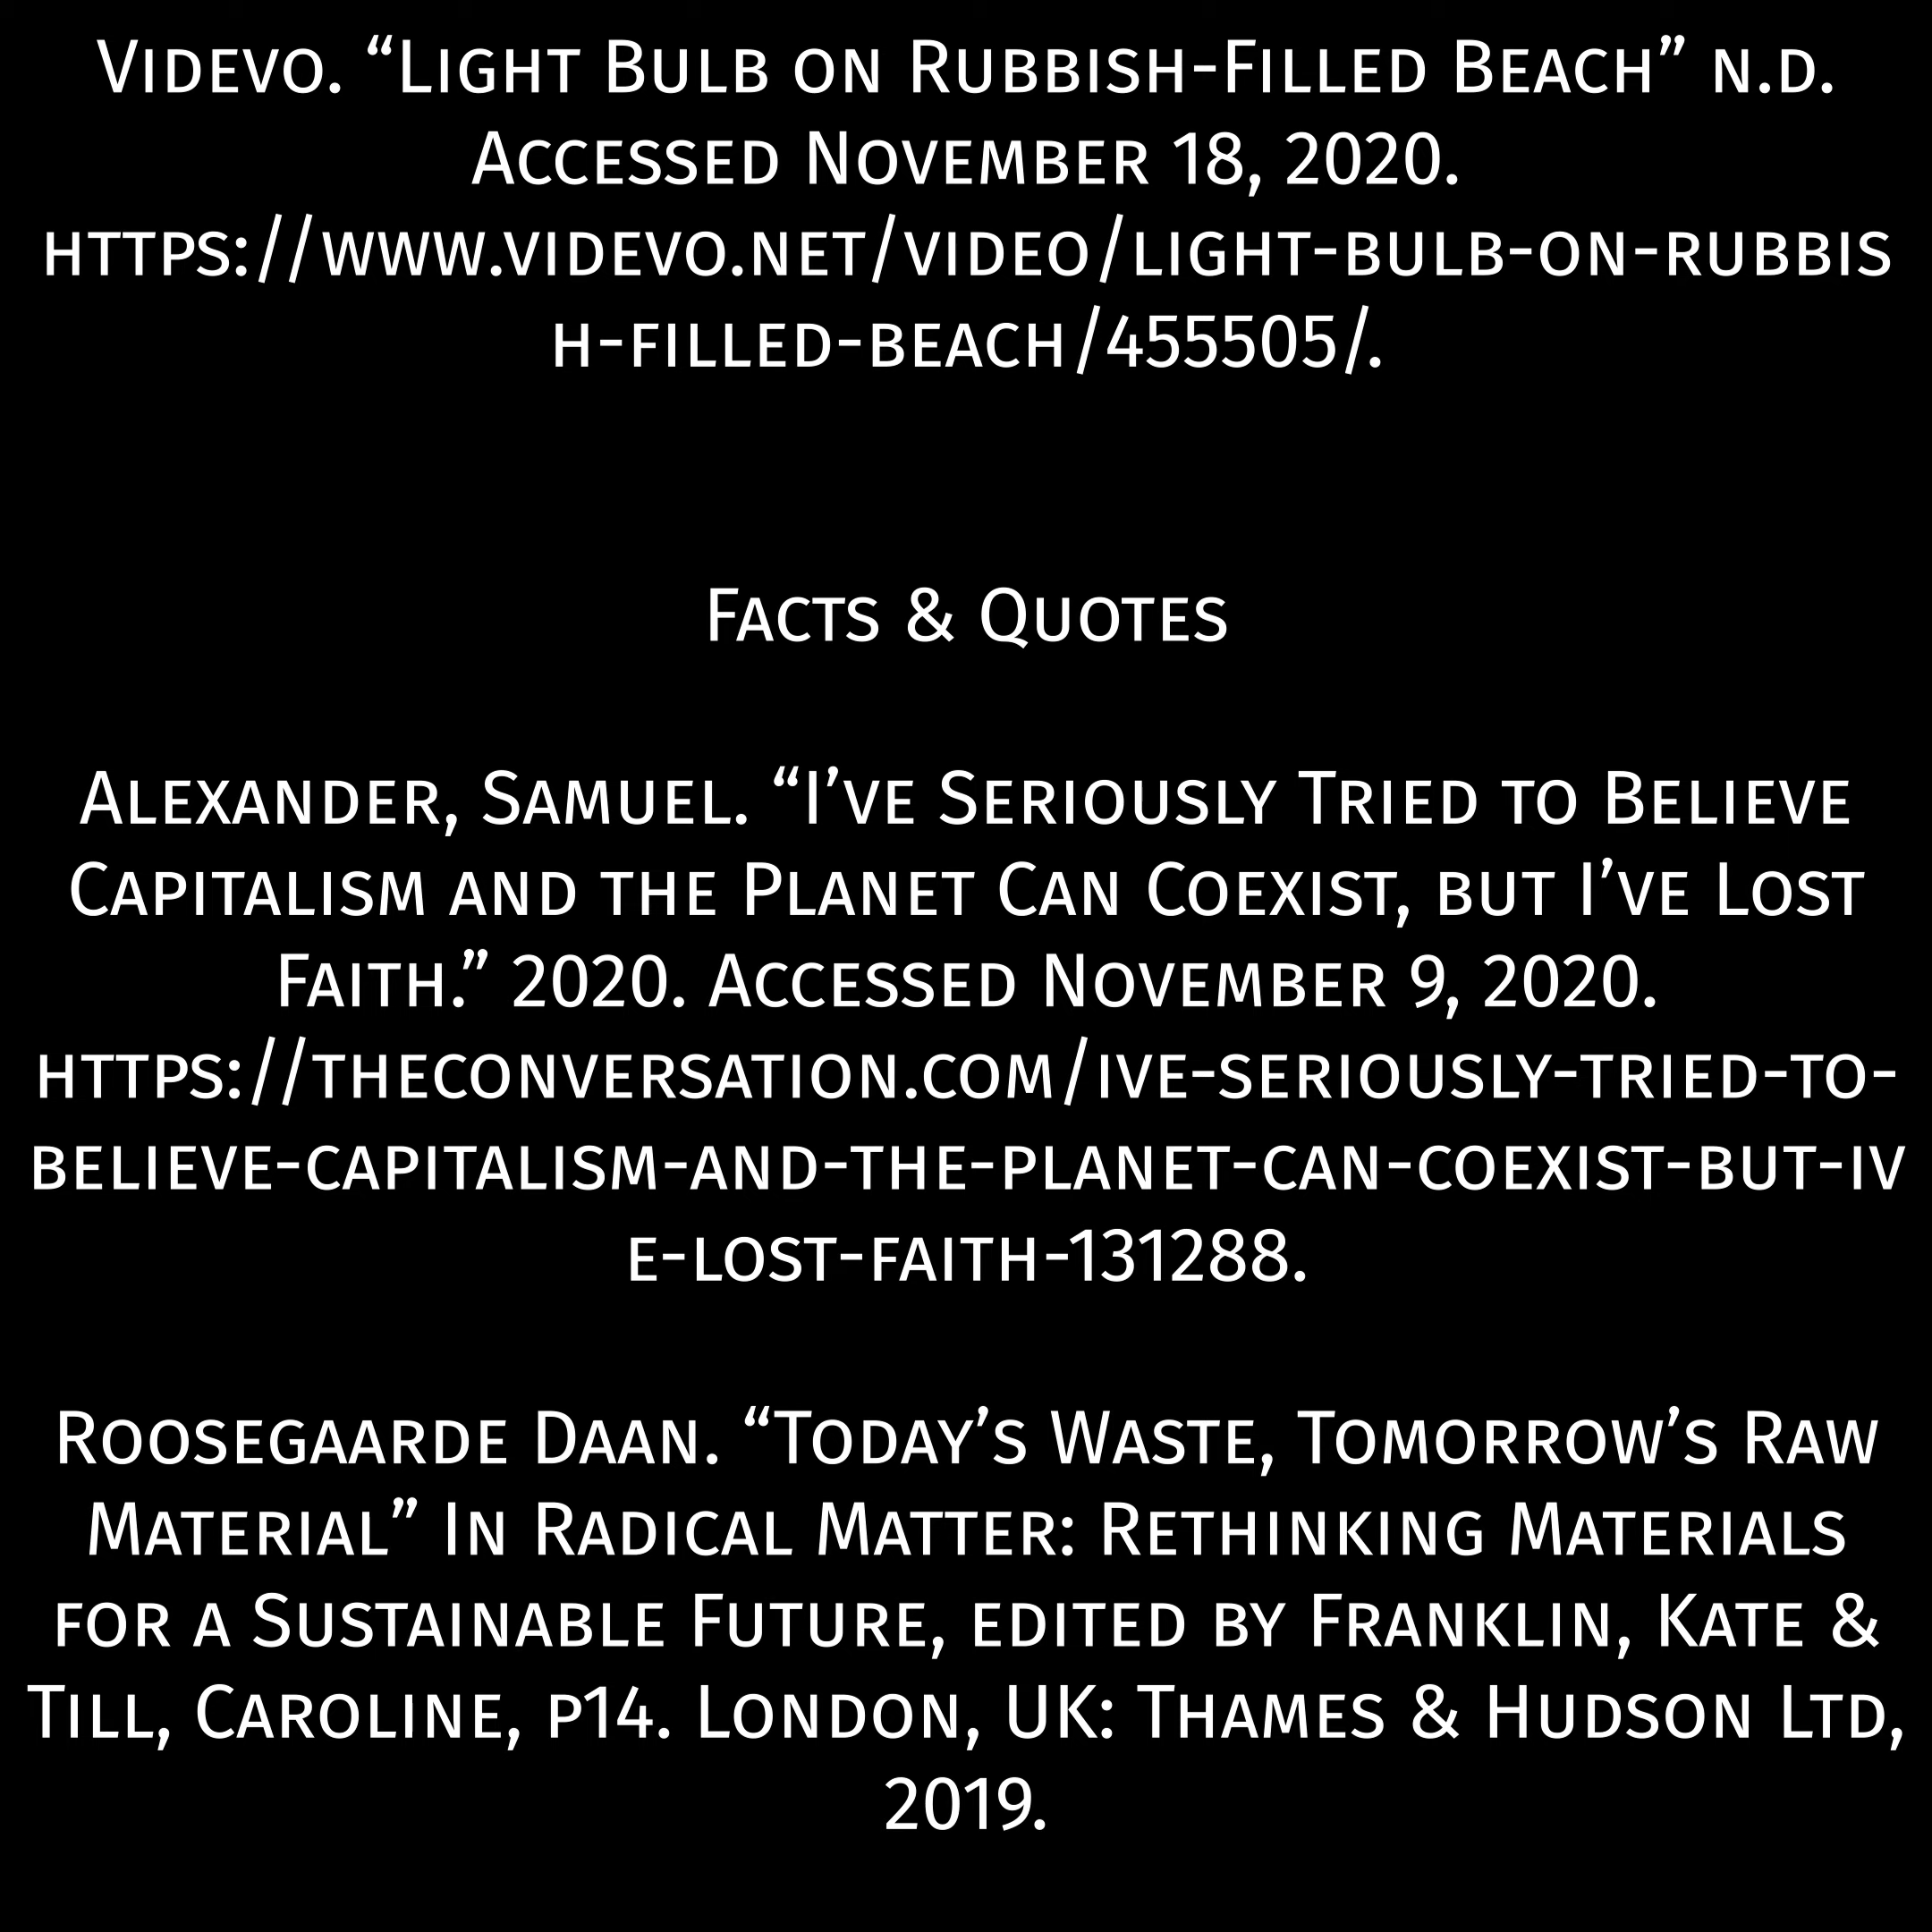 Videvo. “Light Bulb on Rubbish-Filled Beach” n.d.
Accessed November 18, 2020.
https://www.videvo.net/video/light-bulb-on-rubbis
h-filled-beach/455505/.
Facts & Quotes
Alexander, Samuel. “I’ve Seriously Tried to Believe
Capitalism and the Planet Can Coexist, but I’ve Lost
Faith.” 2020. Accessed November 9, 2020.
https://theconversation.com/ive-seriously-tried-to-
believe-capitalism-and-the-planet-can-coexist-but-iv
e-lost-faith-131288.
Roosegaarde Daan. “Today’s Waste, Tomorrow’s Raw
Material” In Radical Matter: Rethinking Materials
for a Sustainable Future, edited by Franklin, Kate &
Till, Caroline, p14. London, UK: Thames & Hudson Ltd,
2019.